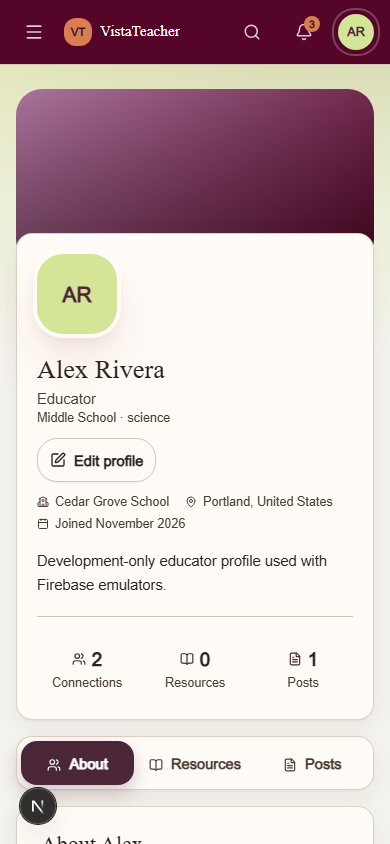 VT VistaTeacher 3 AR
AR
Alex Rivera
Educator
Middle School · science
Edit profile
Cedar Grove School Portland, United States
Joined November 2026
Development-only educator profile used with
Firebase emulators.
2 0 1
Connections Resources Posts
About Resources Posts
N
About Alex